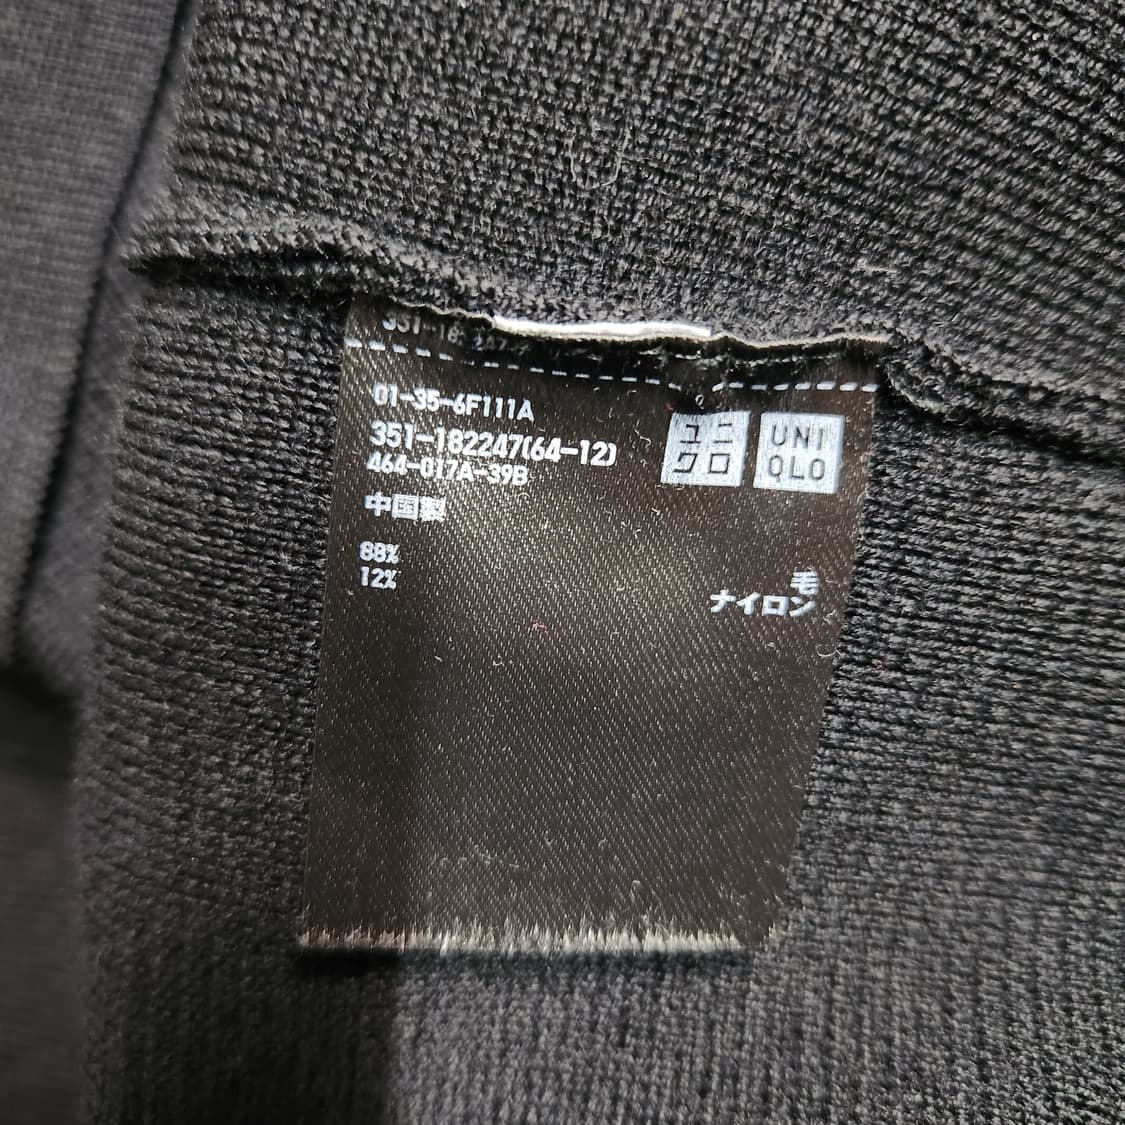 01-35-6F111A
351-182247(64-12)
464-017A-39B
中国製
ユニ
クロ
UNI
QLO
88% 毛
12% ナイロン